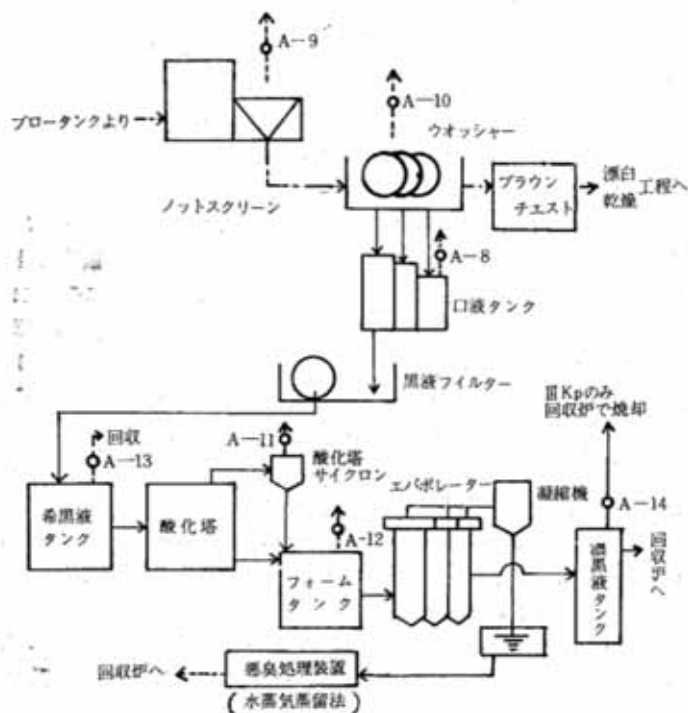 A—9
A—10
ブロータンクより
ウオッシャー
ノットスクリーン
ブラウン
チエスト
漂白
乾燥
工程へ
A—8
口液タンク
黒液フィルター
ⅢKpのみ
回収炉で焼却
回収
A—13
A—11
酸化塔
サイクロン
エバポレーター
凝縮機
A—14
希黒液
タンク
酸化塔
A—12
フォーム
タンク
濃黒液タンク
回収炉へ
回収炉へ
悪臭処理装置
(水蒸気蒸留法)